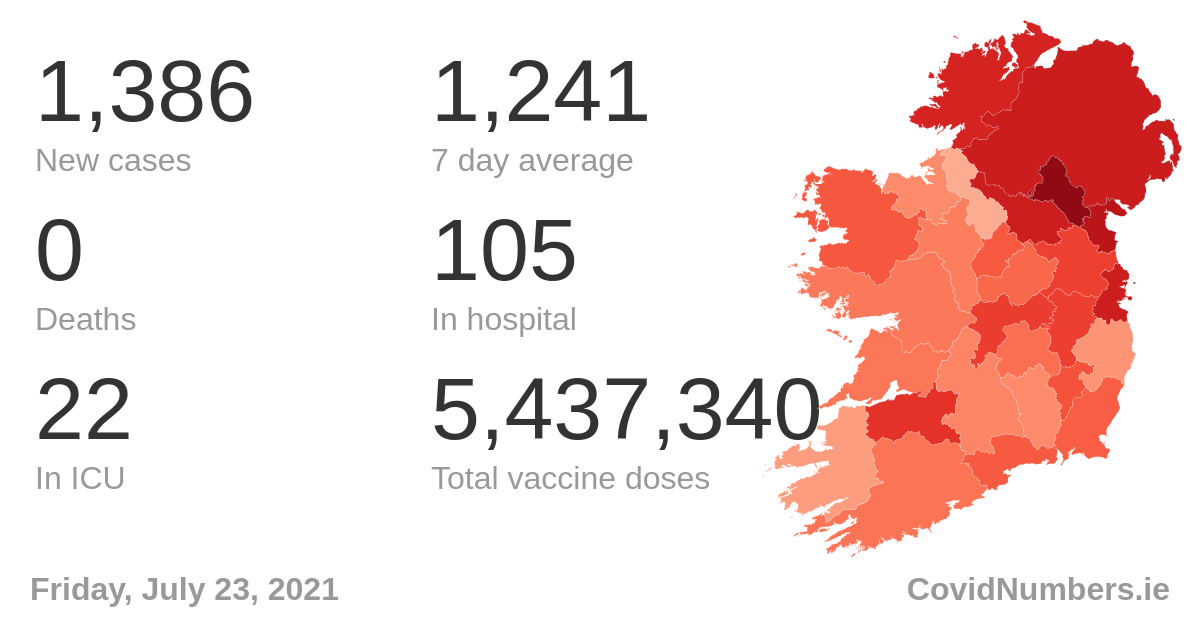 1,386
New cases
1,241
7 day average
0
Deaths
105
In hospital
22
In ICU
5,437,340
Total vaccine doses
Friday, July 23, 2021
CovidNumbers.ie